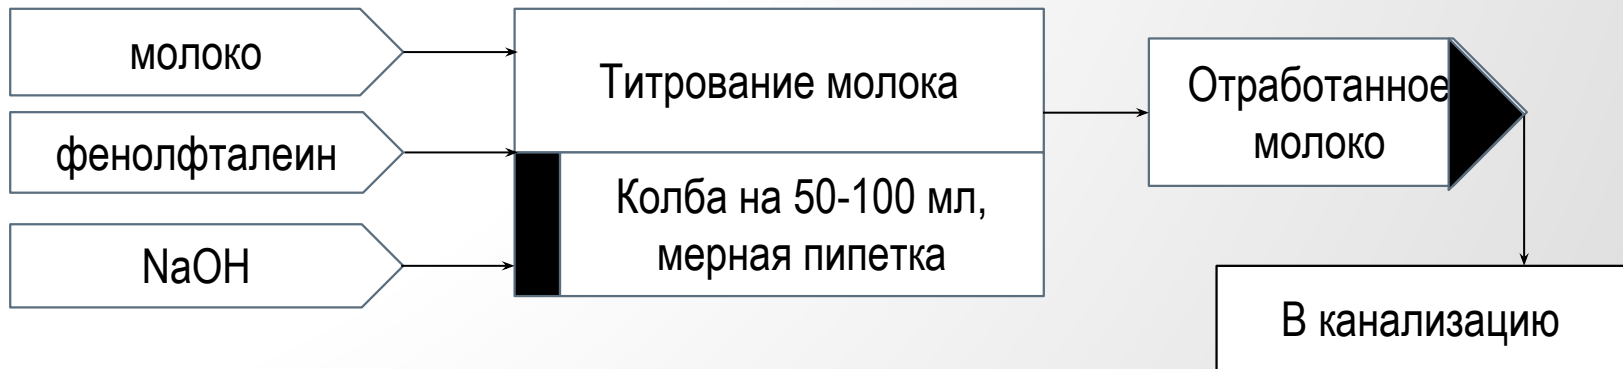 молоко
фенолфталеин
NaOH
Титрование молока
Колба на 50-100 мл,
мерная пипетка
Отработанное
молоко
В канализацию